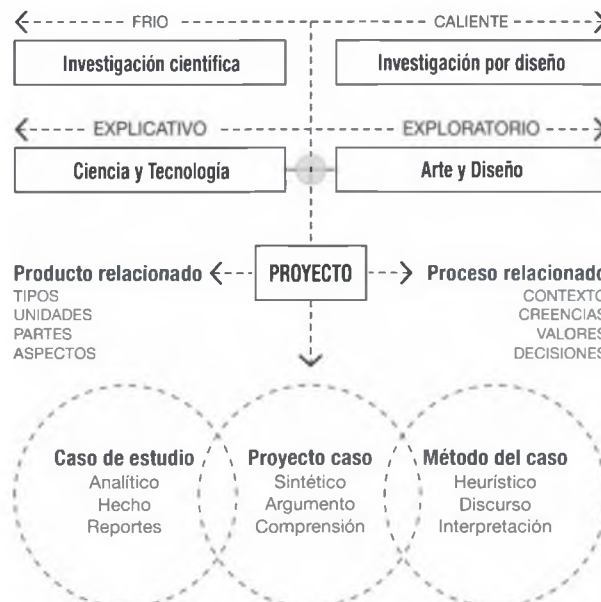 FRIO
CALIENTE
Investigación científica
Investigación por diseño
EXPLICATIVO
EXPLORATORIO
Ciencia y Tecnología
Arte y Diseño
Producto relacionado
PROYECTO
Proceso relacionado
TIPOS
UNIDADES
PARTES
ASPECTOS
CONTEXTO
CREENCIAS
VALORES
DECISIONES
Caso de estudio
Analítico
Hecho
Reportes
Proyecto caso
Sintético
Argumento
Comprensión
Método del caso
Heurístico
Discurso
Interpretación